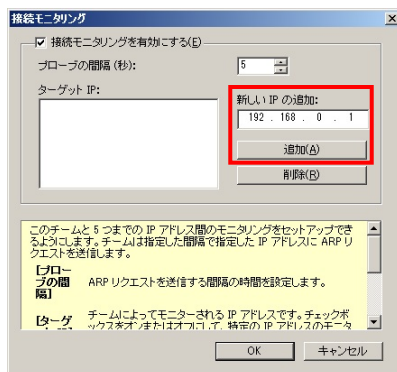 接続モニタリング
接続モニタリングを有効にする(E)
プローブの間隔 (秒):
5
ターゲット IP:
新しい IP の追加:
192 . 168 . 0 . 1
追加(A)
削除(R)
このチームと 5 つまでの IP アドレス間のモニタリングをセットアップでき
るようにします。チームは指定した間隔で指定した IP アドレスに ARP リ
クエストを送信します。
[プロー
ブの間
隔]
ARP リクエストを送信する間隔の時間を設定します。
[ターゲ
チームによってモニターされる IP アドレスです。チェックボ
ックスをオンまたはオフにして、特定の IP アドレスのモニタ
OK
キャンセル